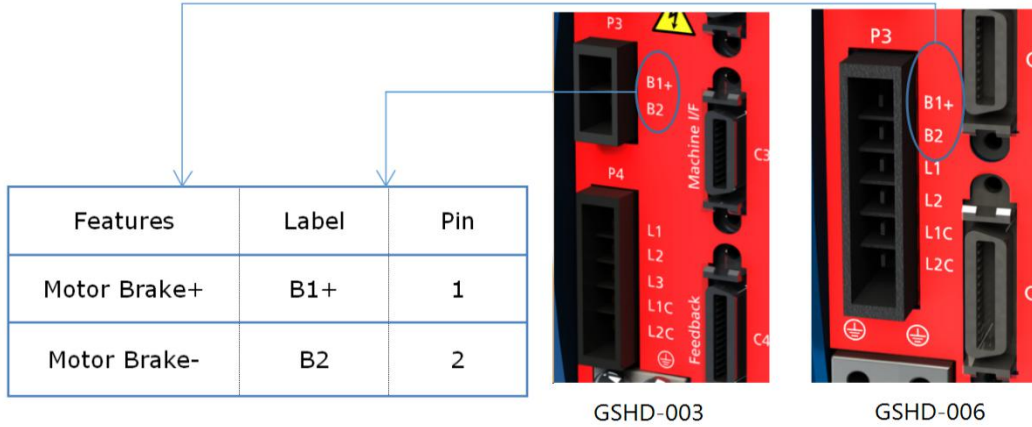 Features Label Pin
Motor Brake+ B1+ 1
Motor Brake- B2 2
P3
B1+
B2
Machine I/F
C3
P4
L1
L2
L3
L1C
L2C
Feedback
C4
GSHD-003
P3
B1+
B2
L1
L2
L1C
L2C
GSHD-006